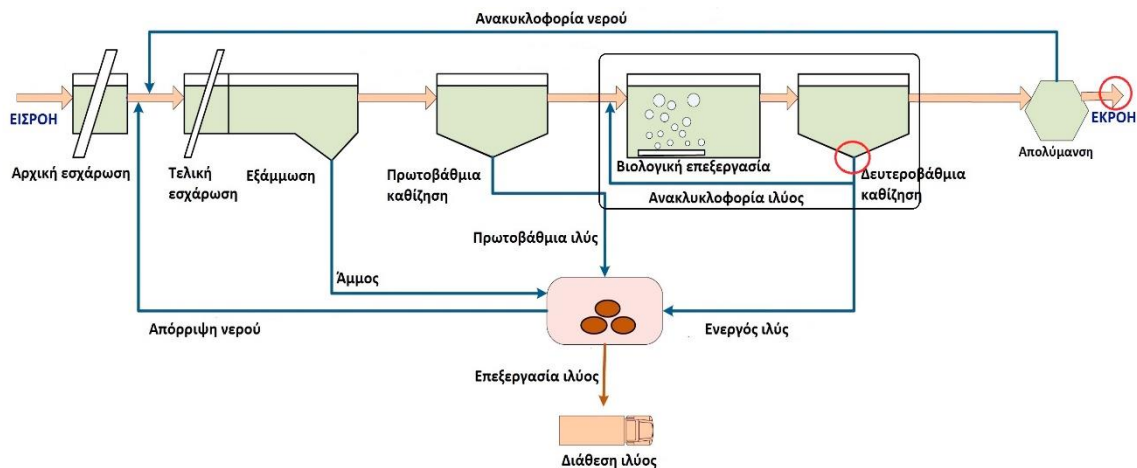 Ανακυκλοφορία νερού
ΕΙΣΡΟΗ
ΕΚΡΟΗ
Αρχική εσχάρωση
Τελική
εσχάρωση
Εξάμμωση
Πρωτοβάθμια
καθίζηση
Βιολογική επεξεργασία
Δευτεροβάθμια
καθίζηση
Απολύμανση
Ανακλυκλοφορία ιλύος
Πρωτοβάθμια ιλύς
Άμμος
Απόρριψη νερού
Ενεργός ιλύς
Επεξεργασία ιλύος
Διάθεση ιλύος